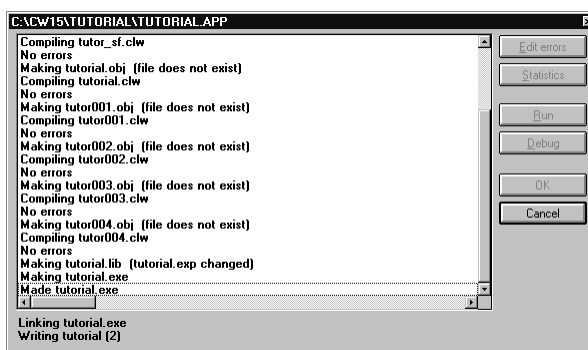 C:\CW15\TUTORIAL\TUTORIAL.APP
Compiling tutor_sf.clw
No errors
Making tutorial.obj (file does not exist)
Compiling tutorial.clw
No errors
Making tutor001.obj (file does not exist)
Compiling tutor001.clw
No errors
Making tutor002.obj (file does not exist)
Compiling tutor002.clw
No errors
Making tutor003.obj (file does not exist)
Compiling tutor003.clw
No errors
Making tutor004.obj (file does not exist)
Compiling tutor004.clw
No errors
Making tutorial.lib (tutorial.exp changed)
Making tutorial.exe
Made tutorial.exe
Edit errors
Statistics
Run
Debug
OK
Cancel
Linking tutorial.exe
Writing tutorial (2)